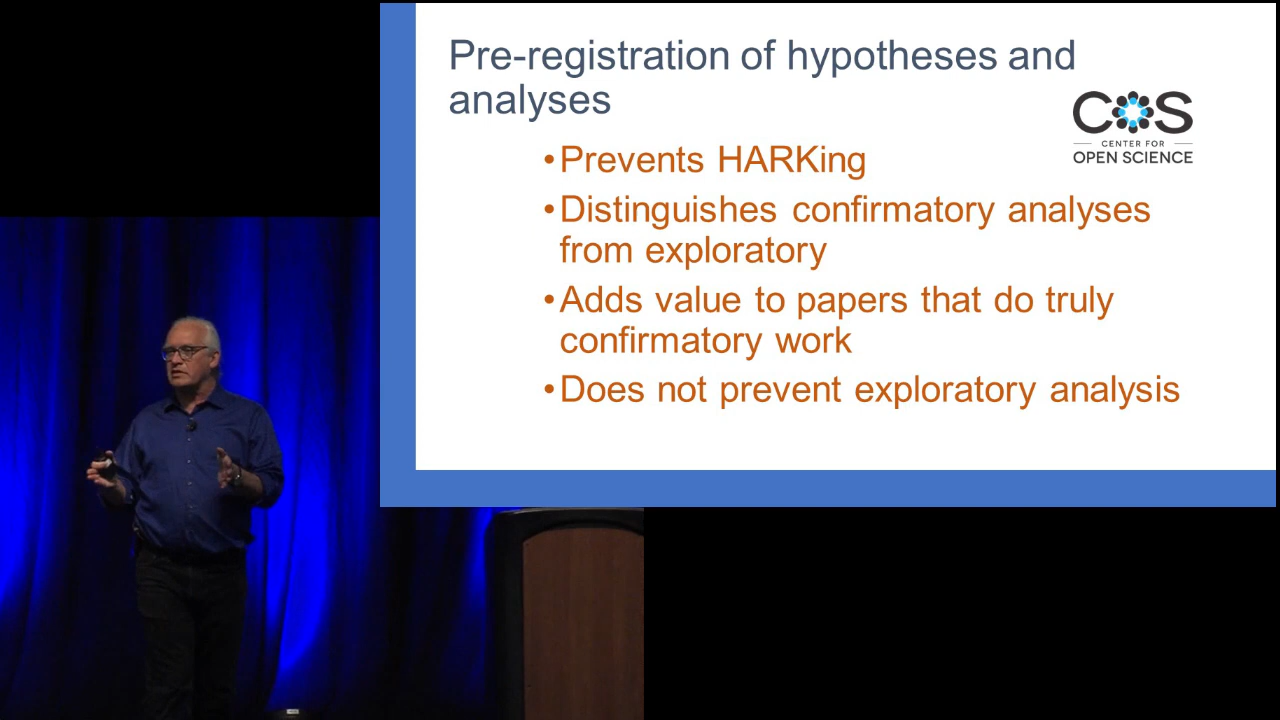 Pre-registration of hypotheses and
analyses
COS
CENTER FOR
OPEN SCIENCE
•Prevents HARKing
•Distinguishes confirmatory analyses
from exploratory
•Adds value to papers that do truly
confirmatory work
•Does not prevent exploratory analysis